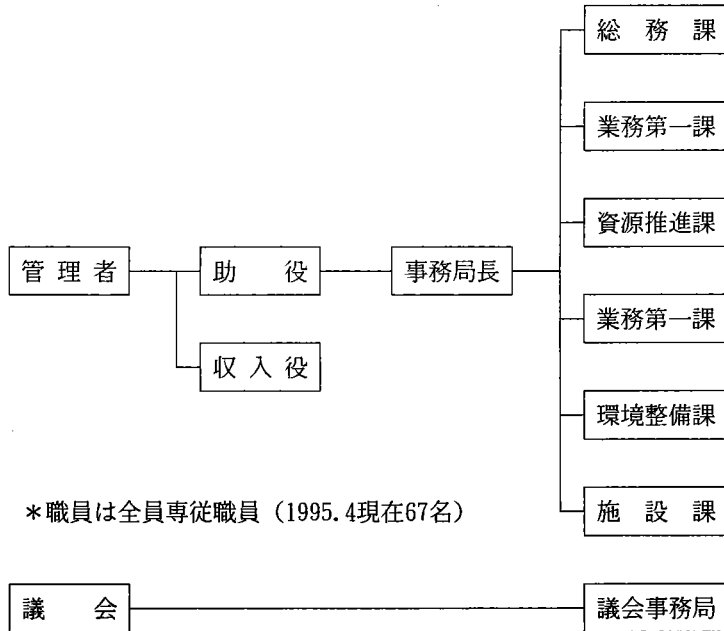 総務課
業務第一課
資源推進課
管理者
助役
事務局長
業務第一課
収入役
環境整備課
*職員は全員専従職員（1995.4現在67名）
施設課
議会
議会事務局